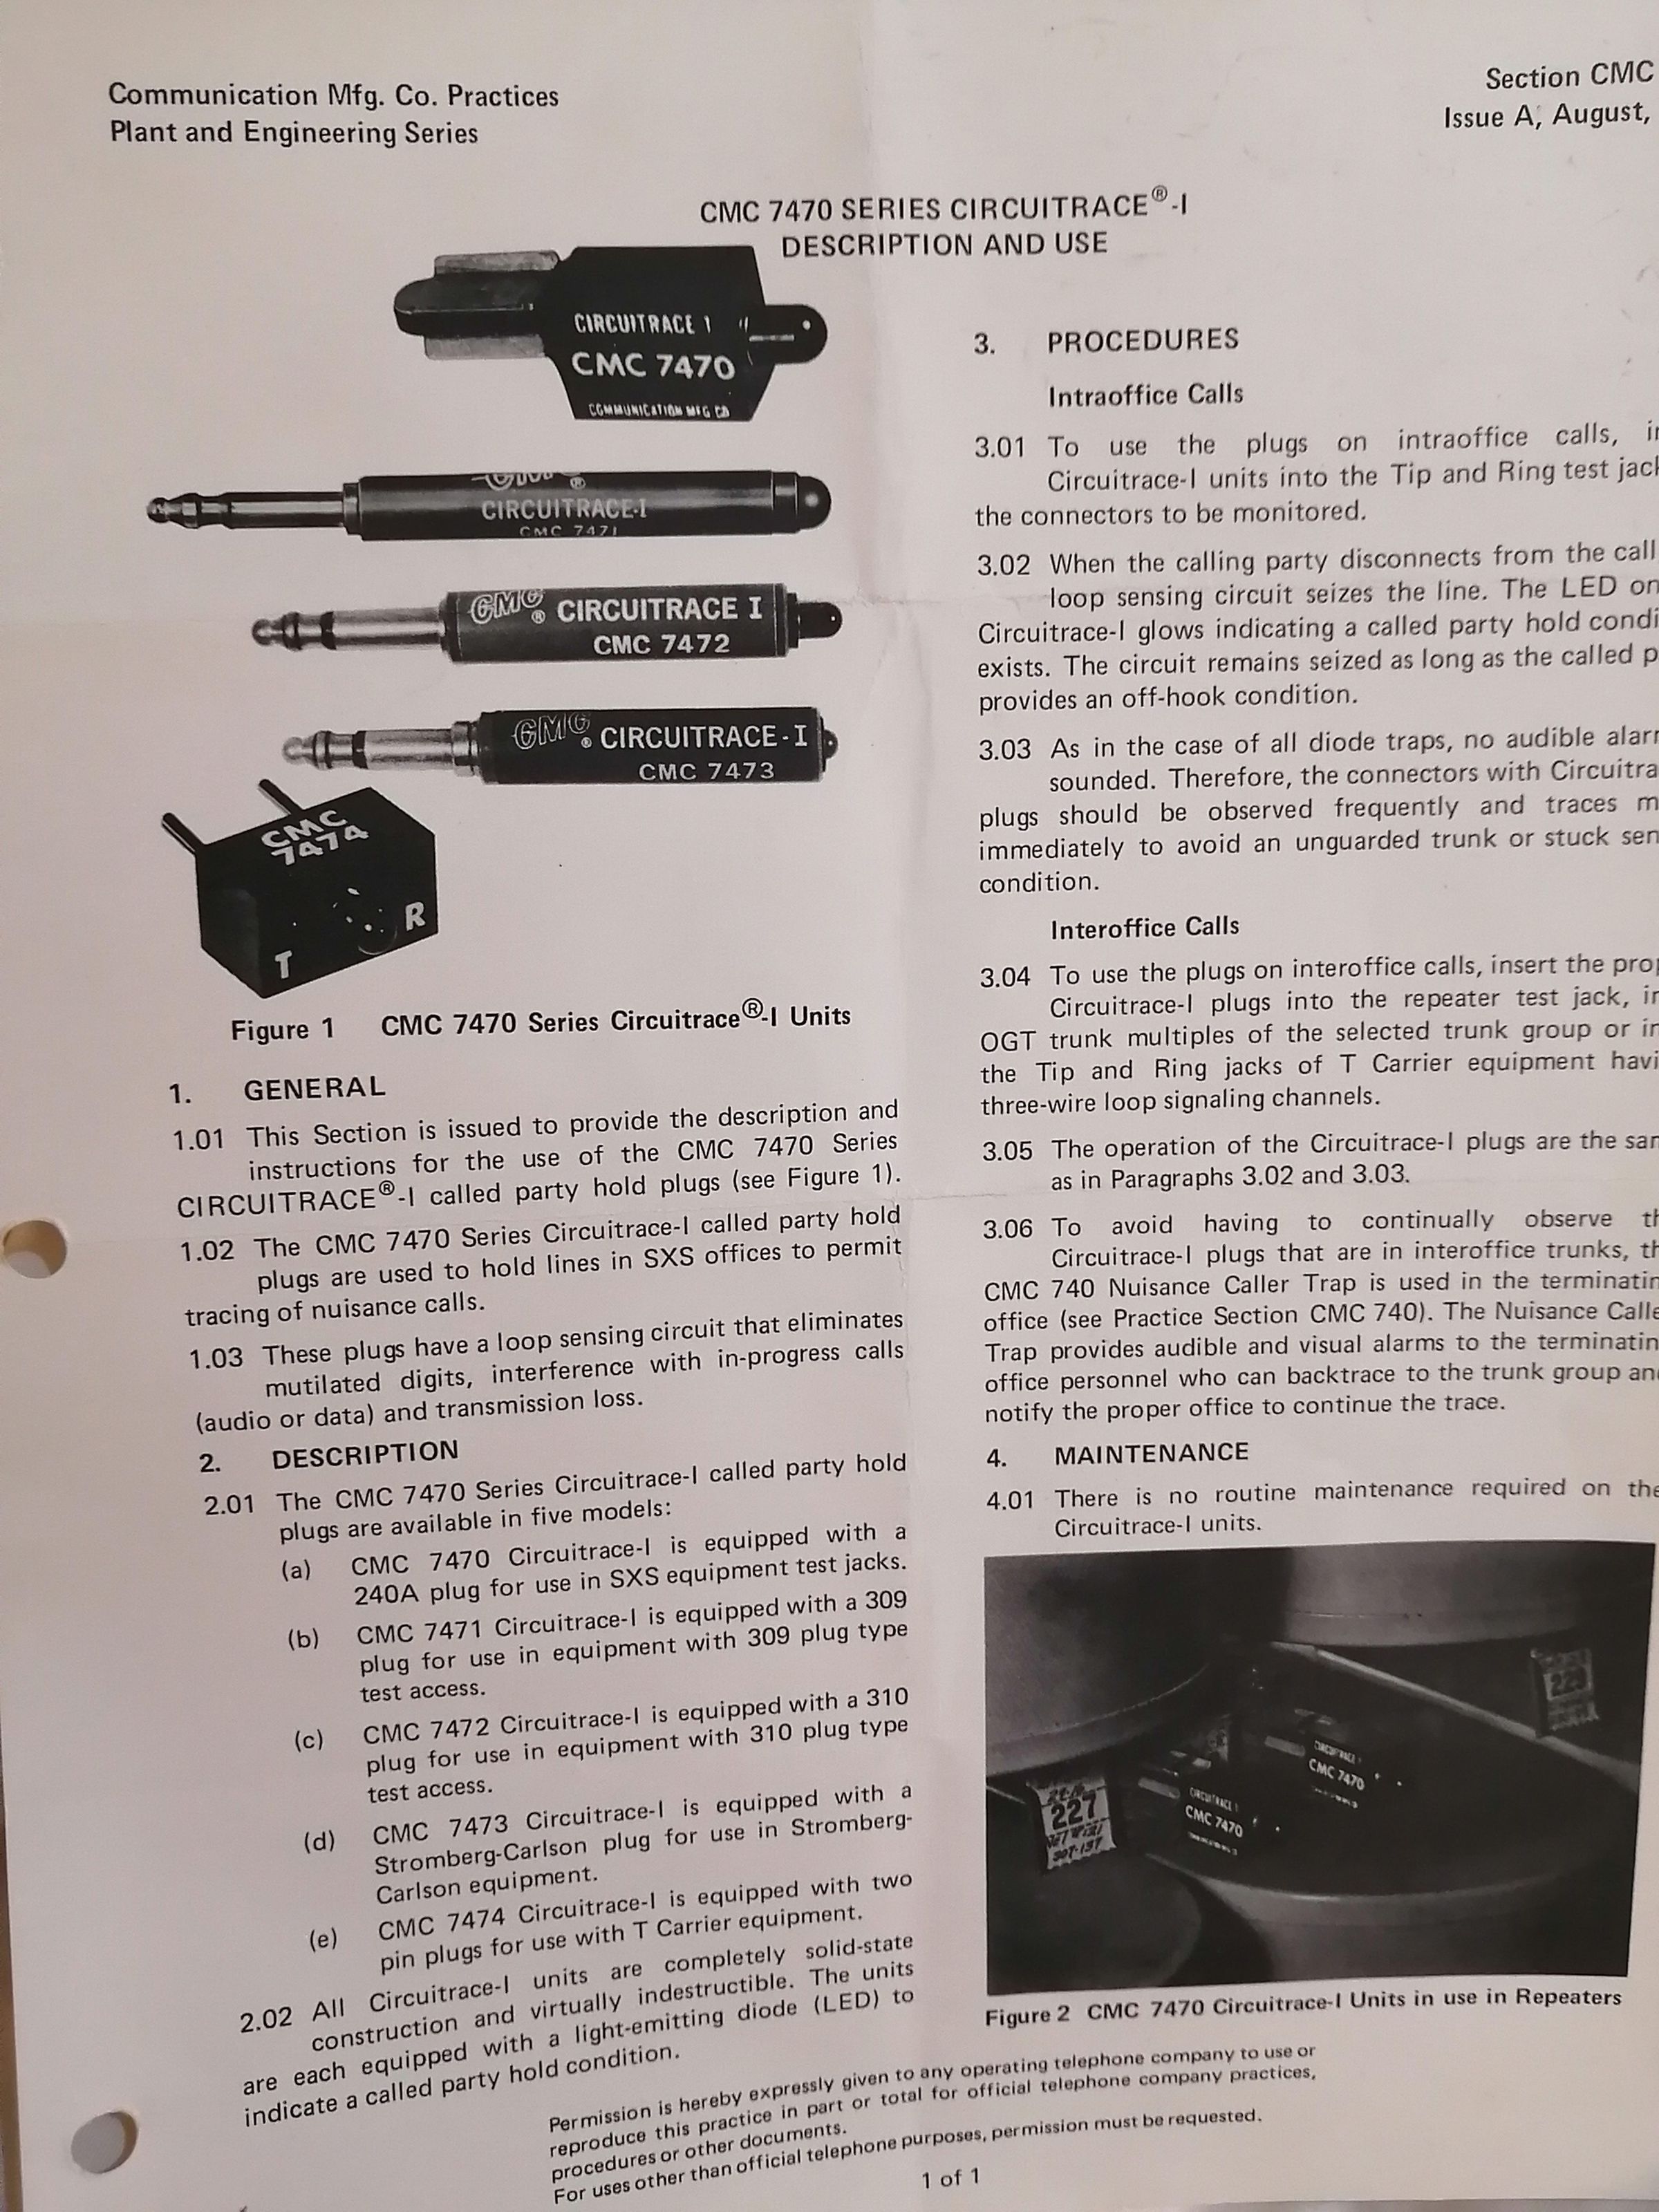 Communication Mfg. Co. Practices
Plant and Engineering Series
Section CMC
Issue A, August,
CMC 7470 SERIES CIRCUITRACE®-I
DESCRIPTION AND USE
CIRCUITRACE 1
CMC 7470
COMMUNICATION MFG CO
CMC ®
CIRCUITRACE-I
CMC 7471
CMC ® CIRCUITRACE I
CMC 7472
CMC ® CIRCUITRACE-I
CMC 7473
CMC
7474
T R
Figure 1 CMC 7470 Series Circuitrace®-I Units
1. GENERAL
1.01 This Section is issued to provide the description and
instructions for the use of the CMC 7470 Series
CIRCUITRACE®-I called party hold plugs (see Figure 1).
1.02 The CMC 7470 Series Circuitrace-I called party hold
plugs are used to hold lines in SXS offices to permit
tracing of nuisance calls.
1.03 These plugs have a loop sensing circuit that eliminates
mutilated digits, interference with in-progress calls
(audio or data) and transmission loss.
2. DESCRIPTION
2.01 The CMC 7470 Series Circuitrace-I called party hold
plugs are available in five models:
(a) CMC 7470 Circuitrace-I is equipped with a
240A plug for use in SXS equipment test jacks.
(b) CMC 7471 Circuitrace-I is equipped with a 309
plug for use in equipment with 309 plug type
test access.
(c) CMC 7472 Circuitrace-I is equipped with a 310
plug for use in equipment with 310 plug type
test access.
(d) CMC 7473 Circuitrace-I is equipped with a
Stromberg-Carlson plug for use in Stromberg-
Carlson equipment.
(e) CMC 7474 Circuitrace-I is equipped with two
pin plugs for use with T Carrier equipment.
2.02 All Circuitrace-I units are completely solid-state
construction and virtually indestructible. The units
are each equipped with a light-emitting diode (LED) to
indicate a called party hold condition.
3. PROCEDURES
Intraoffice Calls
3.01 To use the plugs on intraoffice calls, in
Circuitrace-I units into the Tip and Ring test jack
the connectors to be monitored.
3.02 When the calling party disconnects from the call
loop sensing circuit seizes the line. The LED on
Circuitrace-I glows indicating a called party hold condi
exists. The circuit remains seized as long as the called p
provides an off-hook condition.
3.03 As in the case of all diode traps, no audible alarm
sounded. Therefore, the connectors with Circuitra
plugs should be observed frequently and traces m
immediately to avoid an unguarded trunk or stuck sen
condition.
Interoffice Calls
3.04 To use the plugs on interoffice calls, insert the prop
Circuitrace-I plugs into the repeater test jack, in
OGT trunk multiples of the selected trunk group or in
the Tip and Ring jacks of T Carrier equipment havi
three-wire loop signaling channels.
3.05 The operation of the Circuitrace-I plugs are the sam
as in Paragraphs 3.02 and 3.03.
3.06 To avoid having to continually observe th
Circuitrace-I plugs that are in interoffice trunks, th
CMC 740 Nuisance Caller Trap is used in the terminatin
office (see Practice Section CMC 740). The Nuisance Calle
Trap provides audible and visual alarms to the terminatin
office personnel who can backtrace to the trunk group and
notify the proper office to continue the trace.
4. MAINTENANCE
4.01 There is no routine maintenance required on the
Circuitrace-I units.
229
CIRCUITRACE 1
CMC 7470
227
CIRCUITRACE 1
CMC 7470
Figure 2 CMC 7470 Circuitrace-I Units in use in Repeaters
Permission is hereby expressly given to any operating telephone company to use or
reproduce this practice in part or total for official telephone company practices,
procedures or other documents.
For uses other than official telephone purposes, permission must be requested.
1 of 1